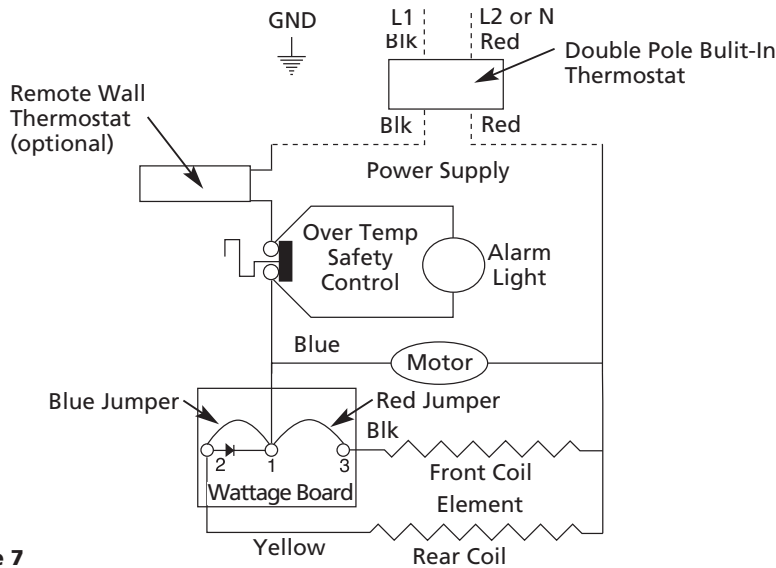 GND
L1
L2 or N
Blk
Red
Double Pole Bulit-In
Thermostat
Remote Wall
Thermostat
(optional)
Blk
Red
Power Supply
Over Temp
Safety
Control
Alarm
Light
Blue
Motor
Blue Jumper
Red Jumper
Blk
2
1
3
Front Coil
Wattage Board
Element
Yellow
Rear Coil
7